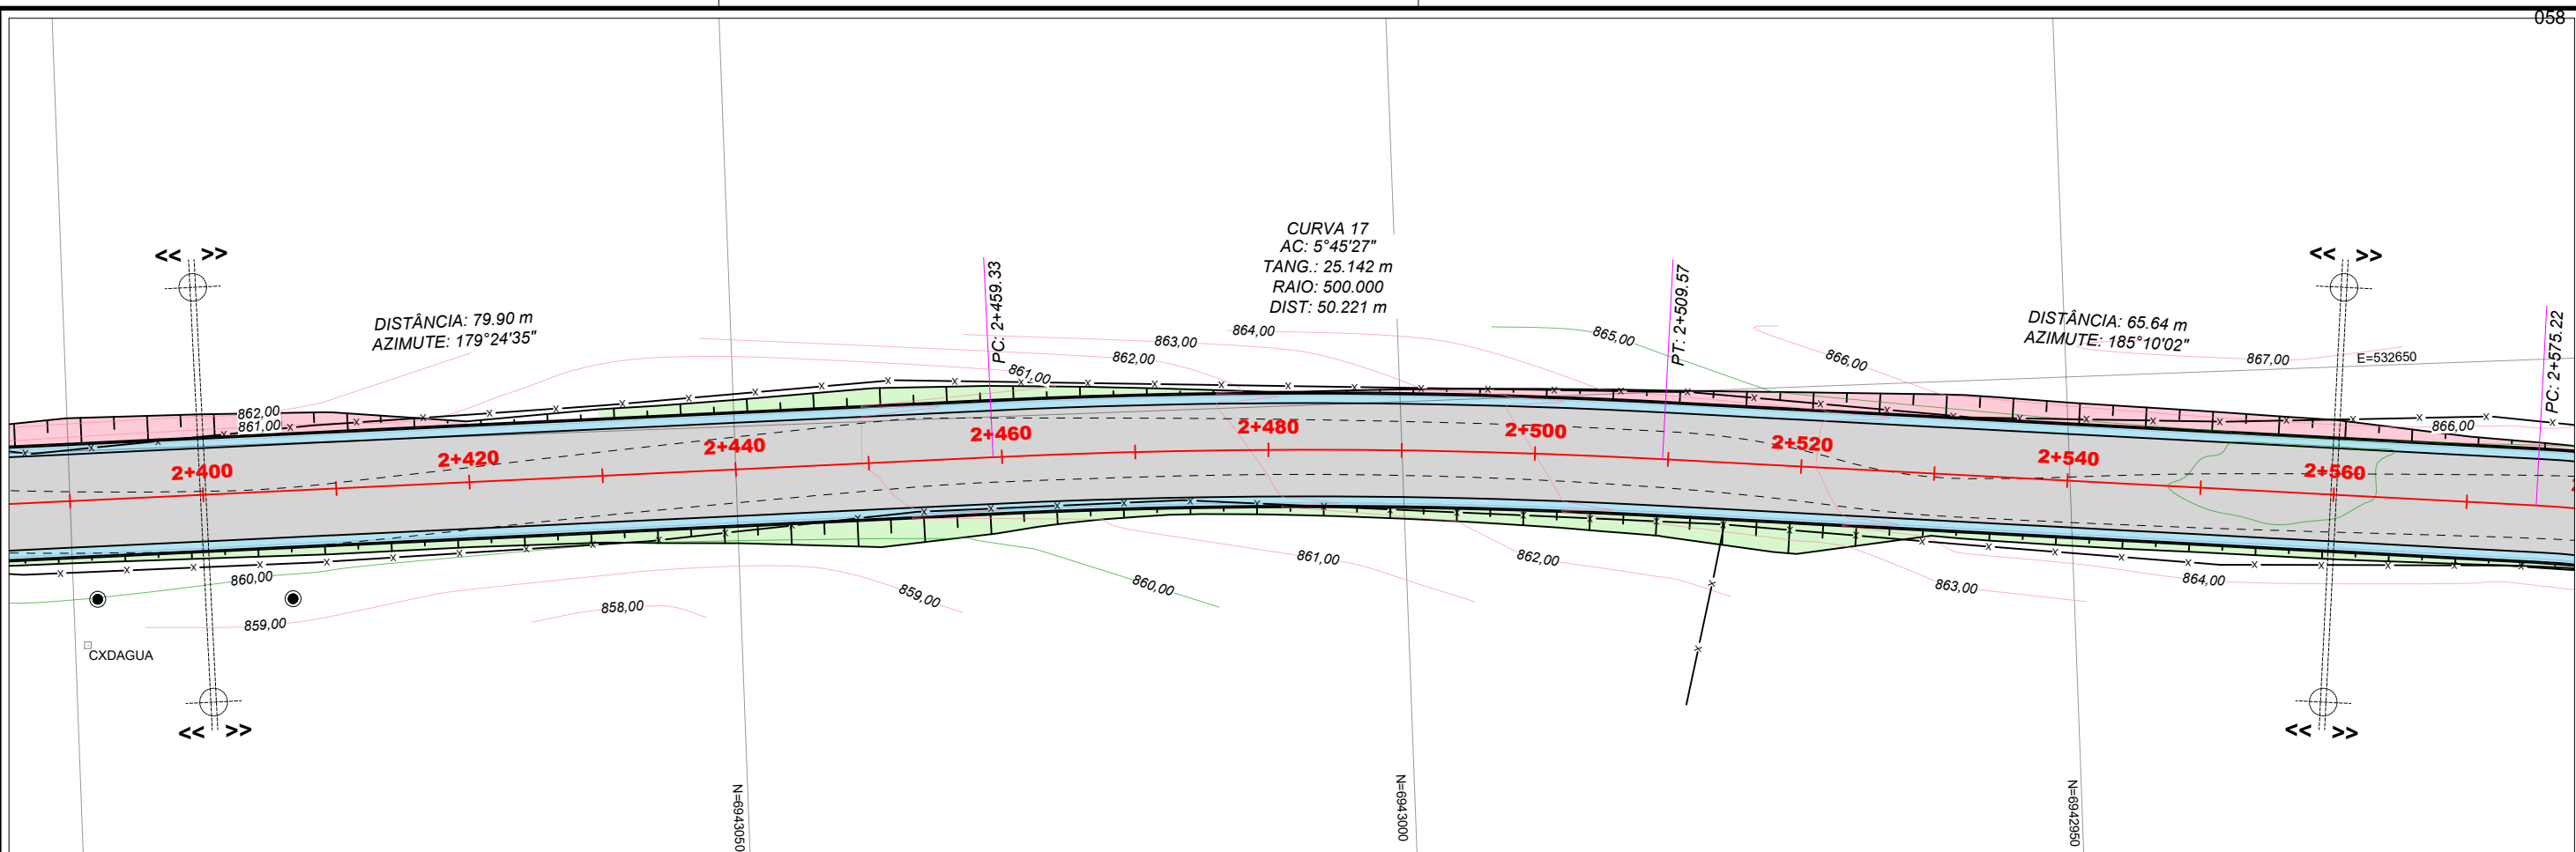 058
<< >>
<< >>
CURVA 17
AC: 5°45'27"
TANG.: 25.142 m
RAIO: 500.000
DIST: 50.221 m
DISTÂNCIA: 79.90 m
AZIMUTE: 179°24'35"
PC: 2+459.33
PT: 2+509.57
DISTÂNCIA: 65.64 m
AZIMUTE: 185°10'02"
PC: 2+575.22
E=532650
862,00
861,00
861,00
862,00
863,00
864,00
865,00
866,00
867,00
866,00
2+400
2+420
2+440
2+460
2+480
2+500
2+520
2+540
2+560
860,00
859,00
858,00
859,00
860,00
861,00
862,00
863,00
864,00
CXDAGUA
<< >>
<< >>
N=6943050
N=6943000
N=6942950